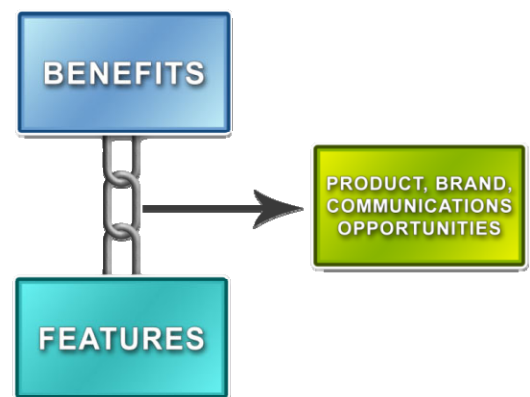 BENEFITS
PRODUCT, BRAND,
COMMUNICATIONS
OPPORTUNITIES
FEATURES